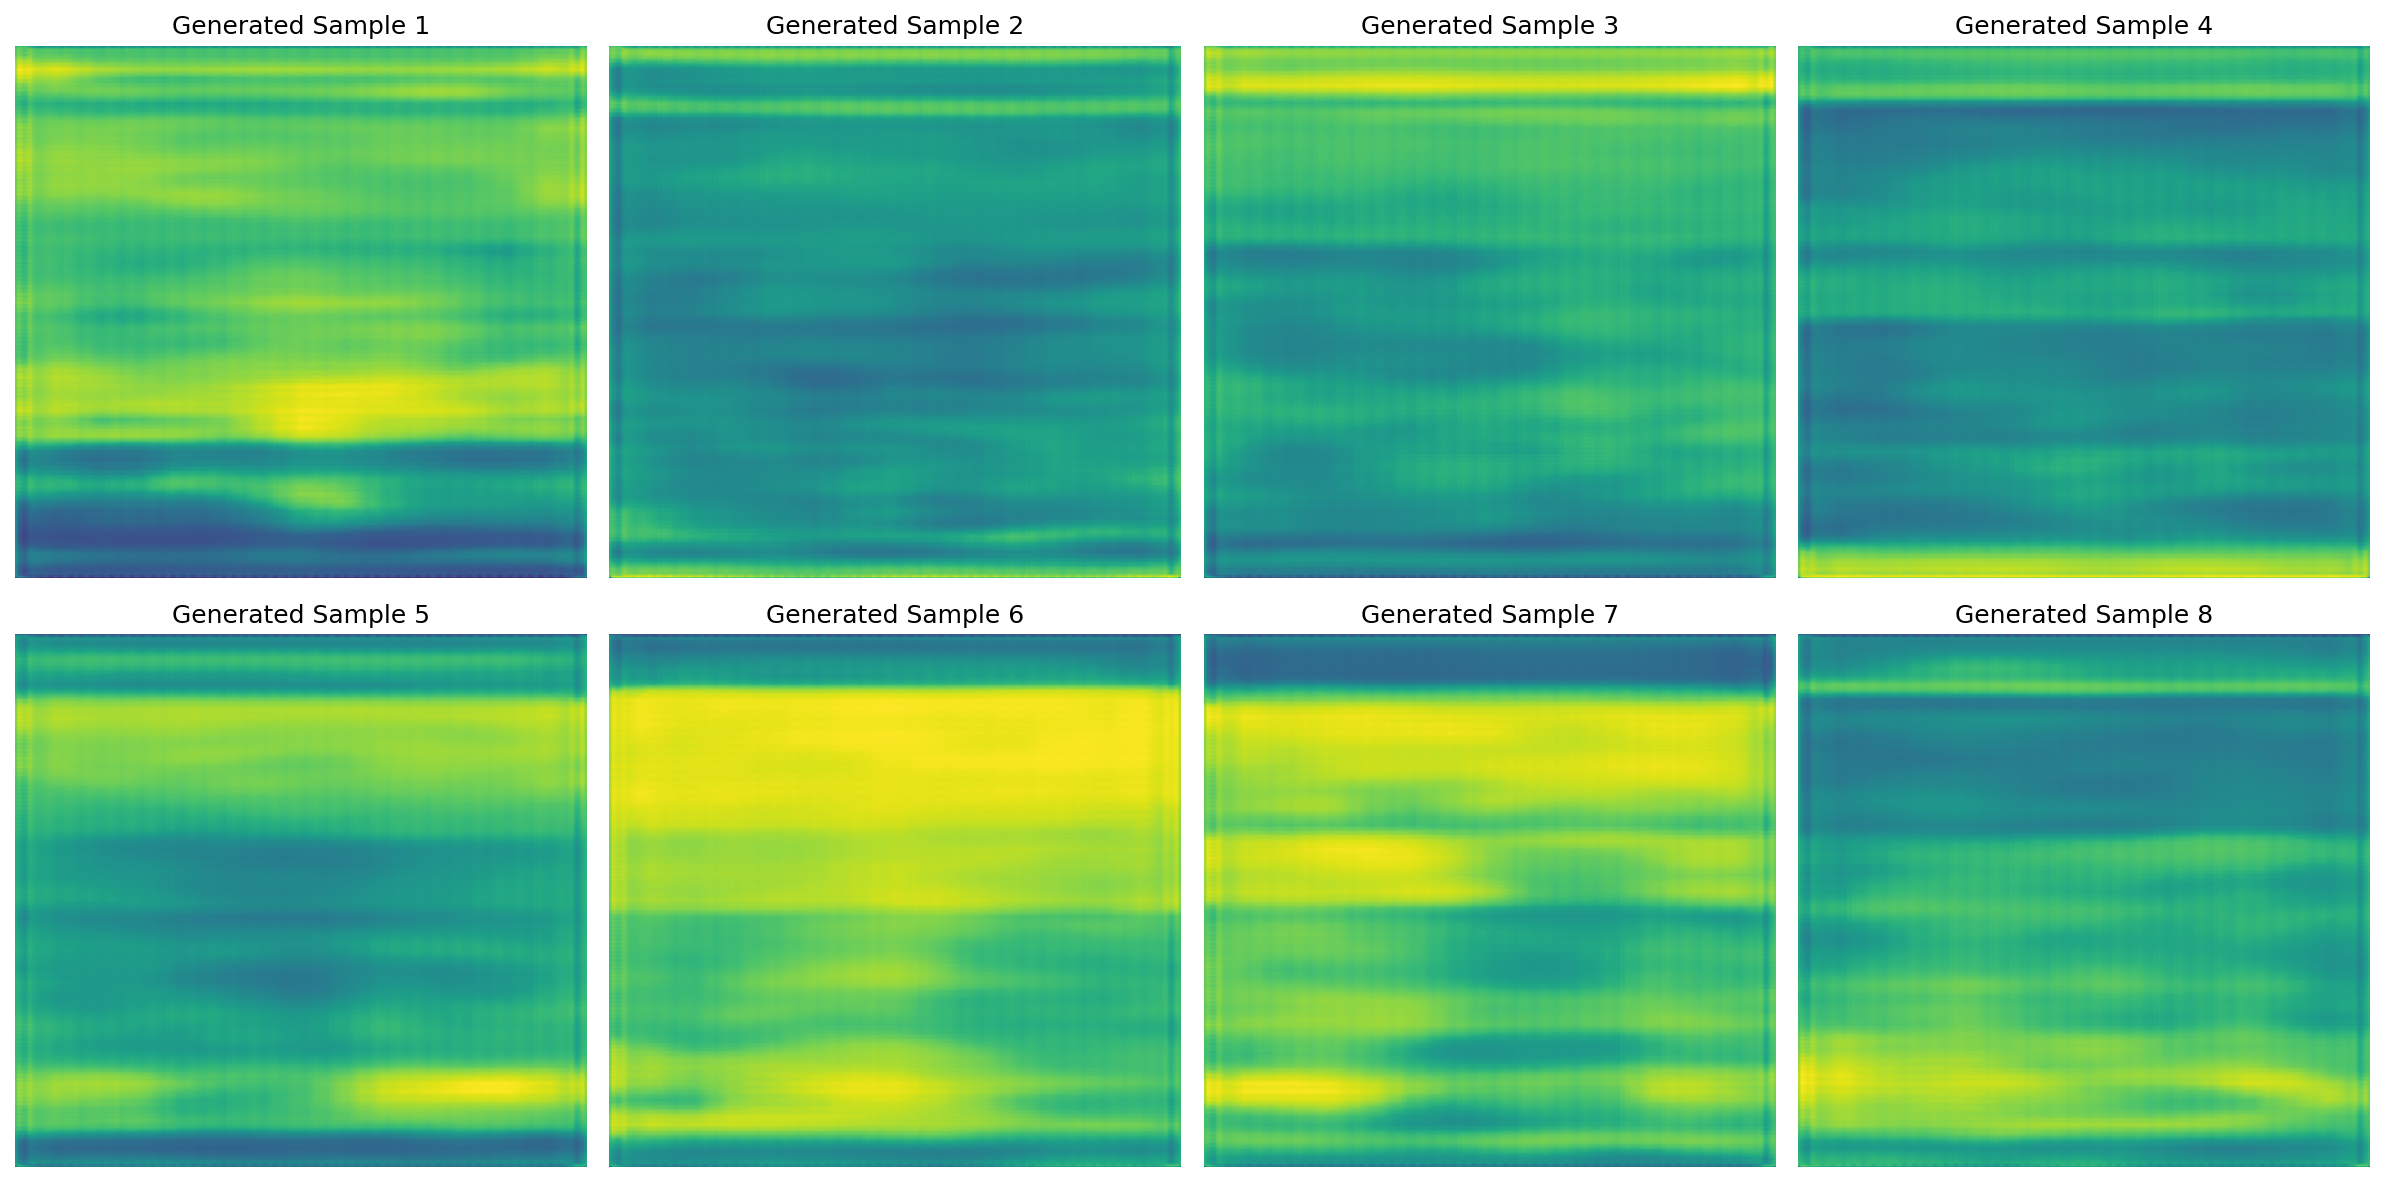 Generated Sample 1
Generated Sample 2
Generated Sample 3
Generated Sample 4
Generated Sample 5
Generated Sample 6
Generated Sample 7
Generated Sample 8